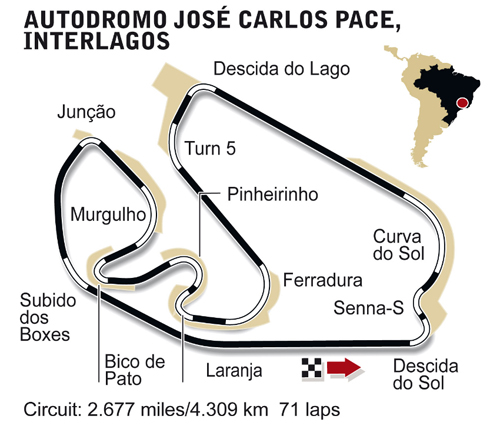 AUTODROMO JOSÉ CARLOS PACE,
INTERLAGOS
Descida do Lago
Junção
Turn 5
Pinheirinho
Murgulho
Curva
do Sol
Ferradura
Subido
dos
Boxes
Senna-S
Bico de
Pato
Laranja
Descida
do Sol
Circuit: 2.677 miles/4.309 km 71 laps